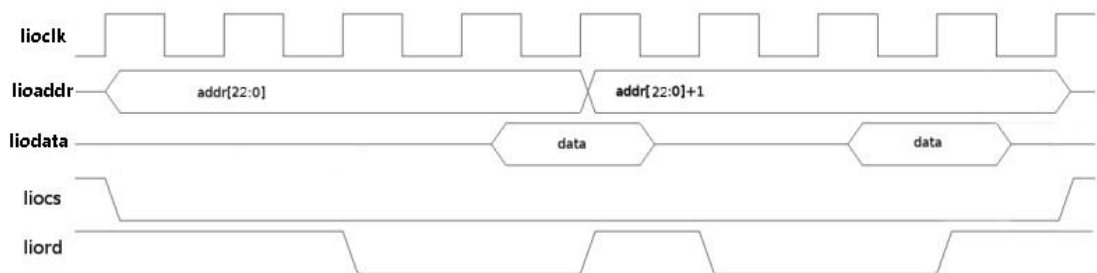 lioclk
lioaddr addr[22:0] addr[22:0]+1
liodata data data
liocs
liord